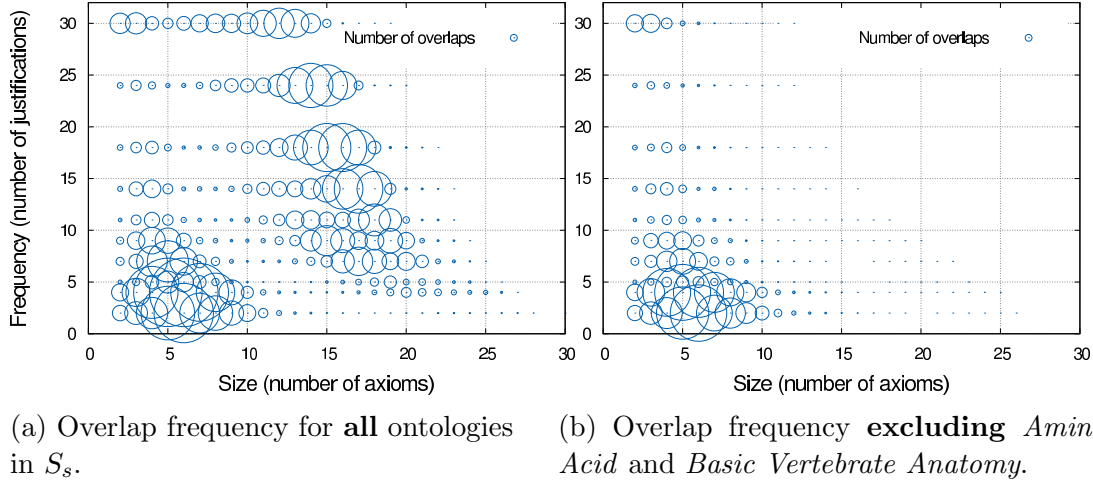 Frequency (number of justifications)
30
25
20
15
10
5
0
Number of overlaps
0 5 10 15 20 25 30
Size (number of axioms)
30
25
20
15
10
5
0
Number of overlaps
0 5 10 15 20 25 30
Size (number of axioms)
(a) Overlap frequency for all ontologies
in Ss.
(b) Overlap frequency excluding Amin
Acid and Basic Vertebrate Anatomy.